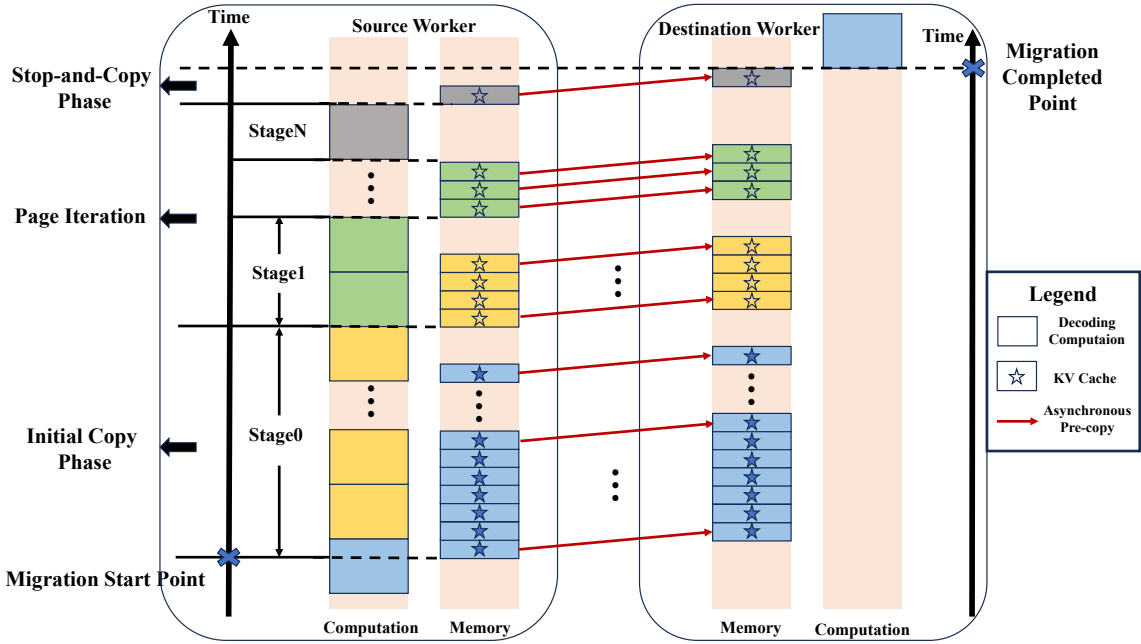 Time
Source Worker
Destination Worker
Time
Stop-and-Copy
Phase
Migration
Completed
Point
StageN
Page Iteration
Stage1
Legend
Decoding
Computaion
KV Cache
Asynchronous
Pre-copy
Initial Copy
Phase
Stage0
Migration Start Point
Computation
Memory
Memory
Computation